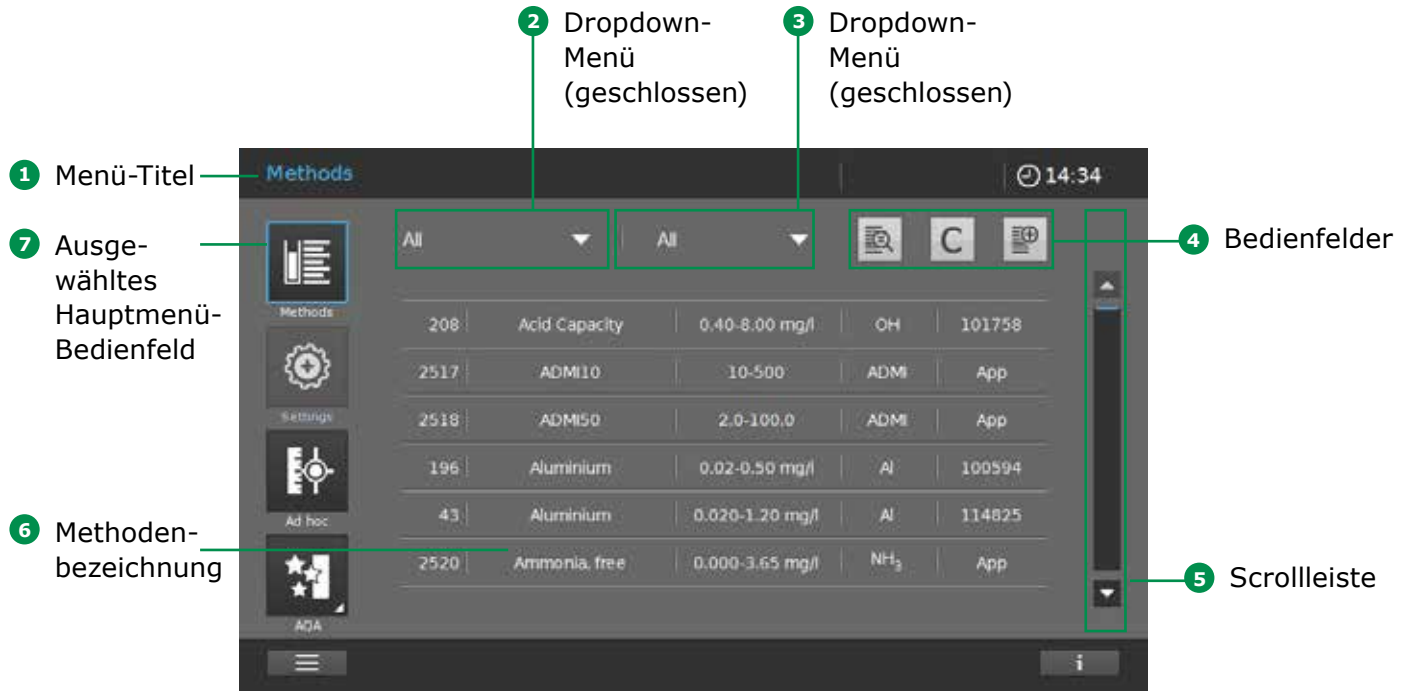 2 Dropdown-
Menü
(geschlossen)
3 Dropdown-
Menü
(geschlossen)
1 Menü-Titel
Methods
14:34
7 Ausge-
wähltes
Hauptmenü-
Bedienfeld
All
All
C
4 Bedienfelder
Methods
208 Acid Capacity 0.40-8.00 mg/l OH 101758
2517 ADMI10 10-500 ADMI App
Settings
2518 ADMI50 2.0-100.0 ADMI App
196 Aluminium 0.02-0.50 mg/l Al 100594
Ad hoc
43 Aluminium 0.020-1.20 mg/l Al 114825
6 Methoden-
bezeichnung
2520 Ammonia, free 0.000-3.65 mg/l NH₃ App
5 Scrollleiste
AQA
i